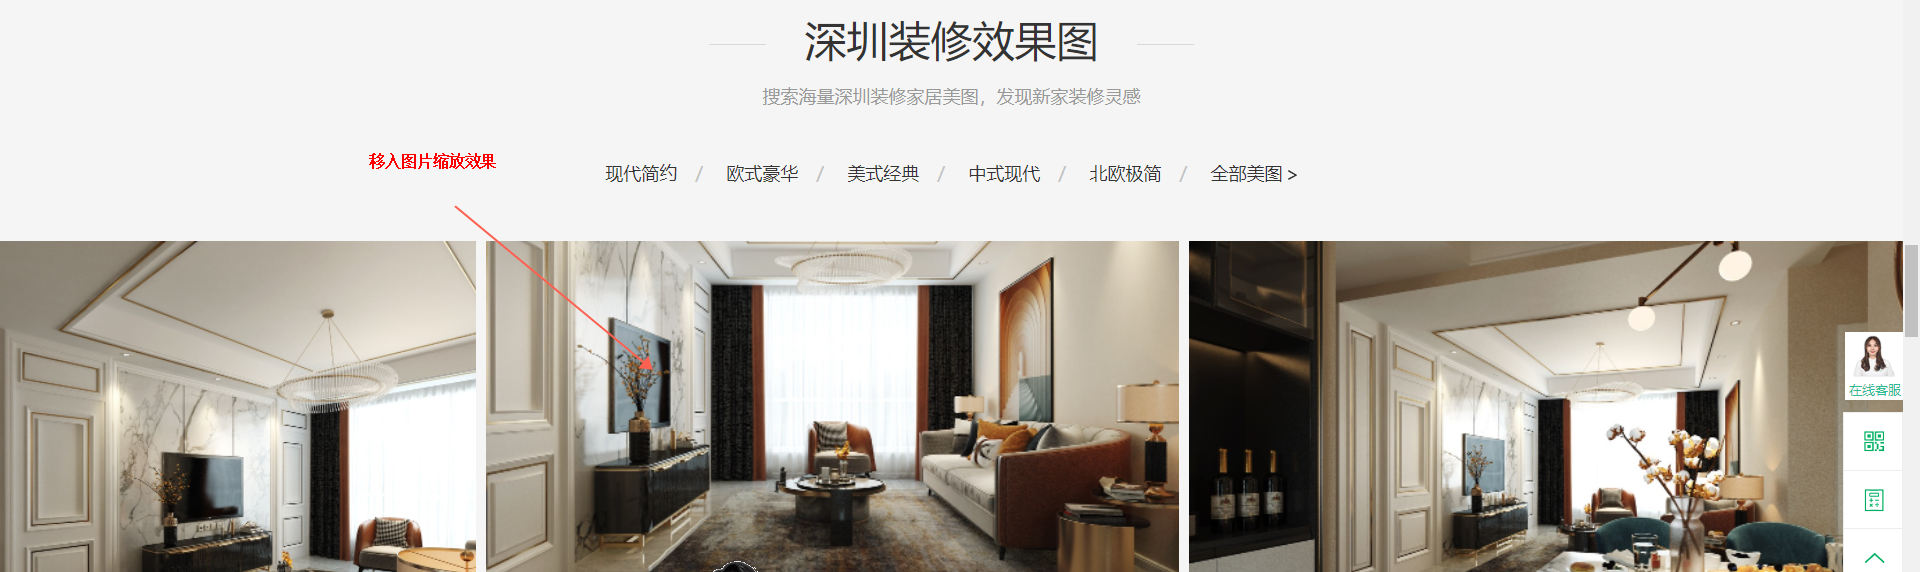 深圳装修效果图
搜索海量深圳装修家居美图，发现新家装修灵感
移入图片缩放效果
现代简约 / 欧式豪华 / 美式经典 / 中式现代 / 北欧极简 / 全部美图 >
在线客服